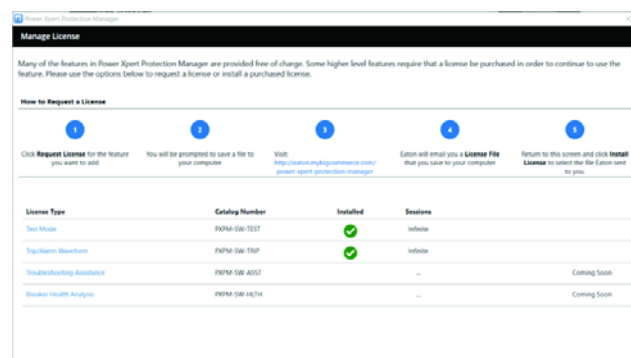 Power Xpert Protection Manager
Manage License
Many of the features in Power Xpert Protection Manager are provided free of charge. Some higher level features require that a license be purchased in order to continue to use the
feature. Please use the options below to request a license or install a purchased license.
How to Request a License
1 2 3 4 5
Click Request License for the feature
you want to add
You will be prompted to save a file to
your computer
Visit:
http://eaton.mybigcommerce.com/
power-xpert-protection-manager
Eaton will email you a License File
that you save to your computer
Return to this screen and click Install
License to select the file Eaton sent
to you.
License Type Catalog Number Installed Sessions
Test Mode PXPM-SW-TEST Infinite
Trip/Alarm Waveform PXPM-SW-TRIP Infinite
Troubleshooting Assistance PXPM-SW-ASST -- Coming Soon
Breaker Health Analysis PXPM-SW-HLTH -- Coming Soon